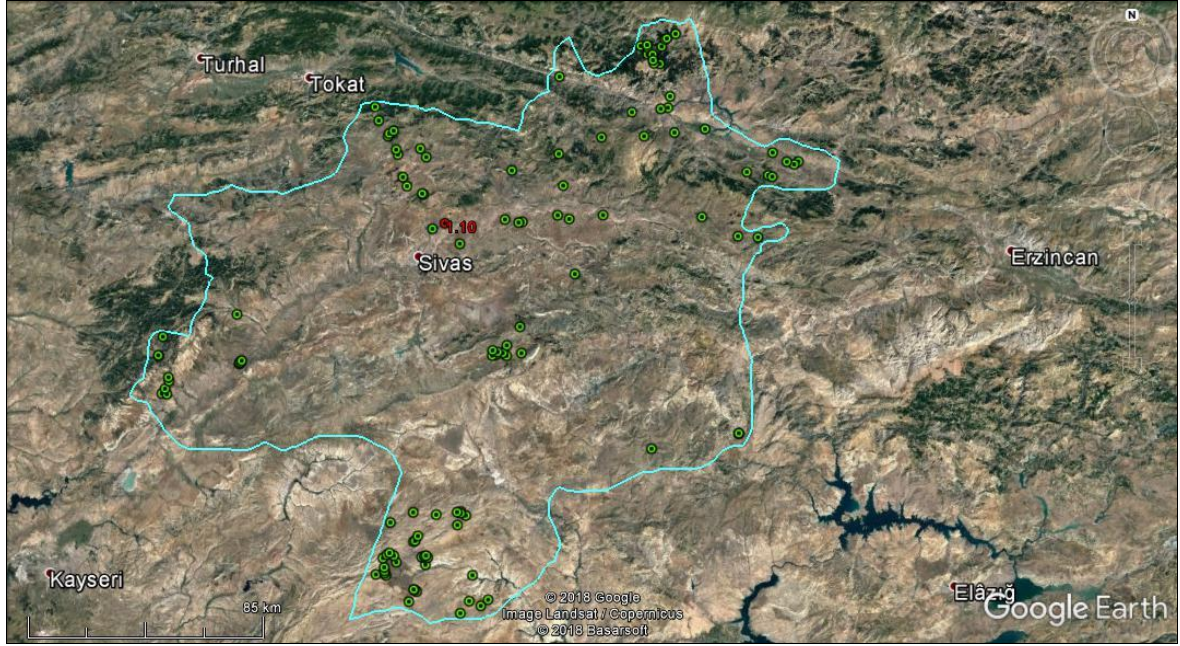 N
Turhal
Tokat
1.10
Sivas
Erzincan
Kayseri
85 km
© 2018 Google
Image Landsat / Copernicus
© 2018 Basarsoft
Elâzığ
Google Earth